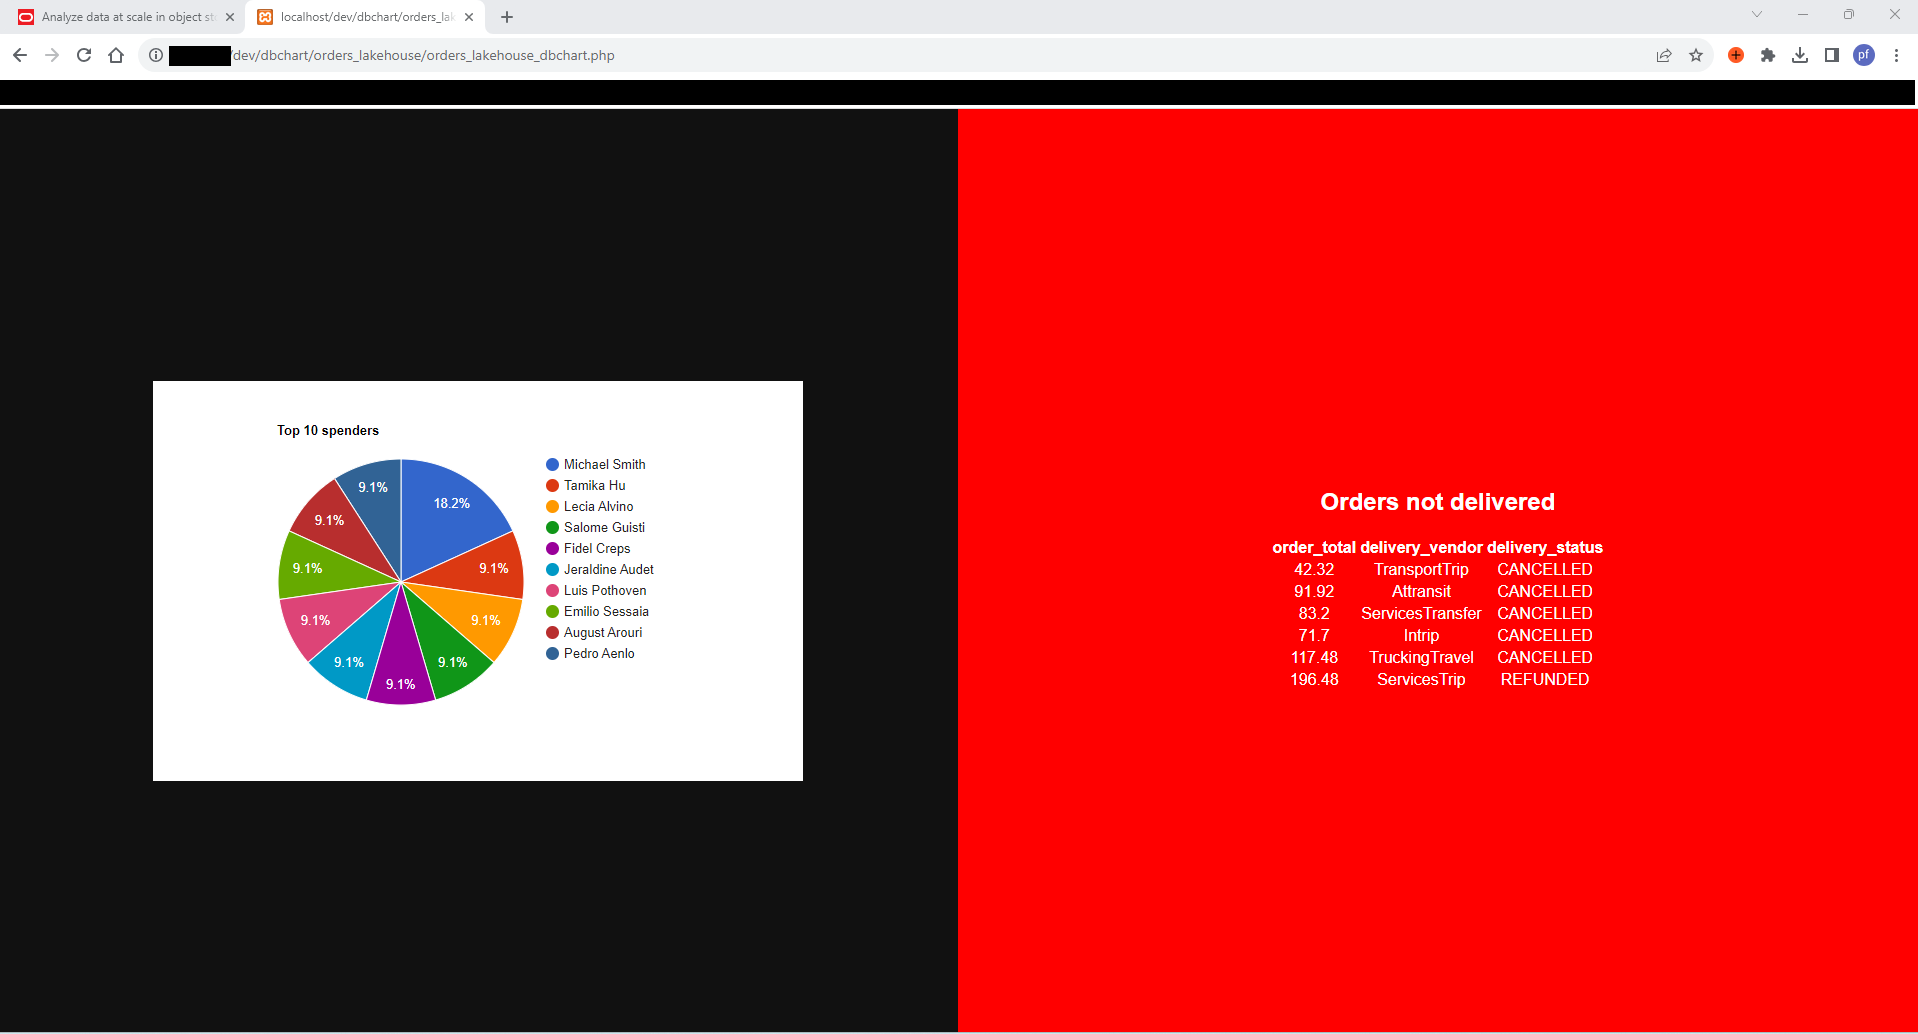 Analyze data at scale in object st
localhost/dev/dbchart/orders_lak
/dev/dbchart/orders_lakehouse/orders_lakehouse_dbchart.php
pf
Top 10 spenders
18.2%
9.1%
9.1%
9.1%
9.1%
9.1%
9.1%
9.1%
9.1%
9.1%
Michael Smith
Tamika Hu
Lecia Alvino
Salome Guisti
Fidel Creps
Jeraldine Audet
Luis Pothoven
Emilio Sessaia
August Arouri
Pedro Aenlo
Orders not delivered
order_total delivery_vendor delivery_status
42.32 TransportTrip CANCELLED
91.92 Attransit CANCELLED
83.2 ServicesTransfer CANCELLED
71.7 Intrip CANCELLED
117.48 TruckingTravel CANCELLED
196.48 ServicesTrip REFUNDED